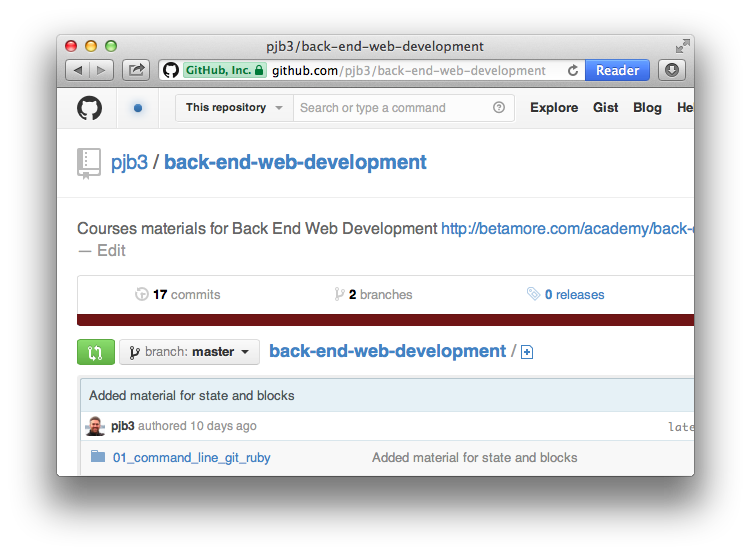 pjb3/back-end-web-development
GitHub, Inc. github.com/pjb3/back-end-web-development Reader
This repository Search or type a command Explore Gist Blog He
pjb3 / back-end-web-development
Courses materials for Back End Web Development http://betamore.com/academy/back-
— Edit
17 commits 2 branches 0 releases
branch: master back-end-web-development /
Added material for state and blocks
pjb3 authored 10 days ago late
01_command_line_git_ruby Added material for state and blocks